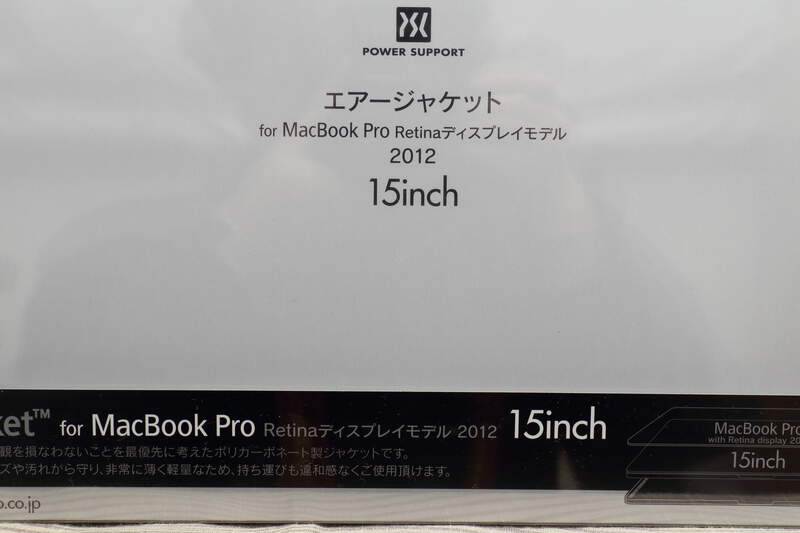 POWER SUPPORT
エアージャケット
for MacBook Pro Retinaディスプレイモデル
2012
15inch
ket™ for MacBook Pro Retinaディスプレイモデル 2012 15inch
観を損なわないことを最優先に考えたポリカーボネート製ジャケットです。
ズや汚れから守り、非常に薄く軽量なため、持ち運びも違和感なくご使用頂けます。
MacBook Pro
with Retina display 20
15inch
o.co.jp